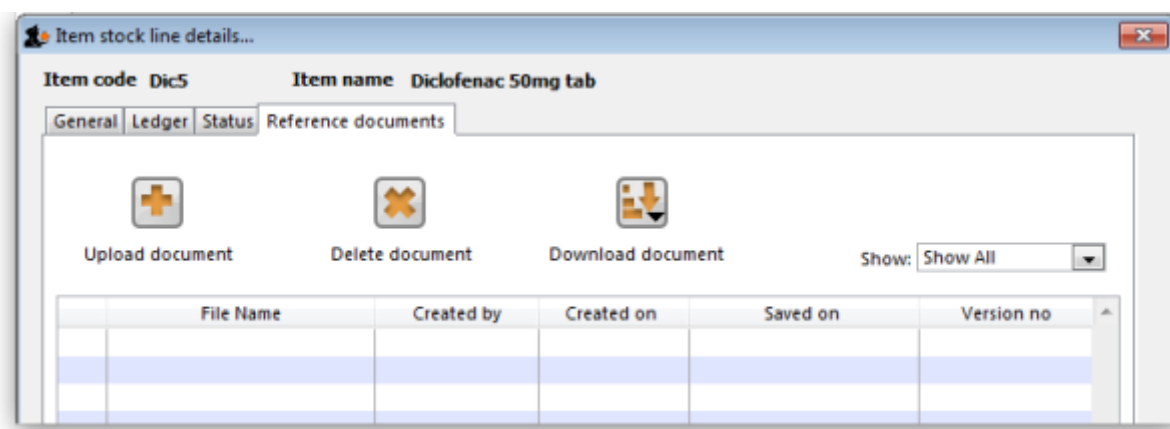 Item stock line details...
Item code Dic5 Item name Diclofenac 50mg tab
General Ledger Status Reference documents
Upload document Delete document Download document Show: Show All
File Name Created by Created on Saved on Version no